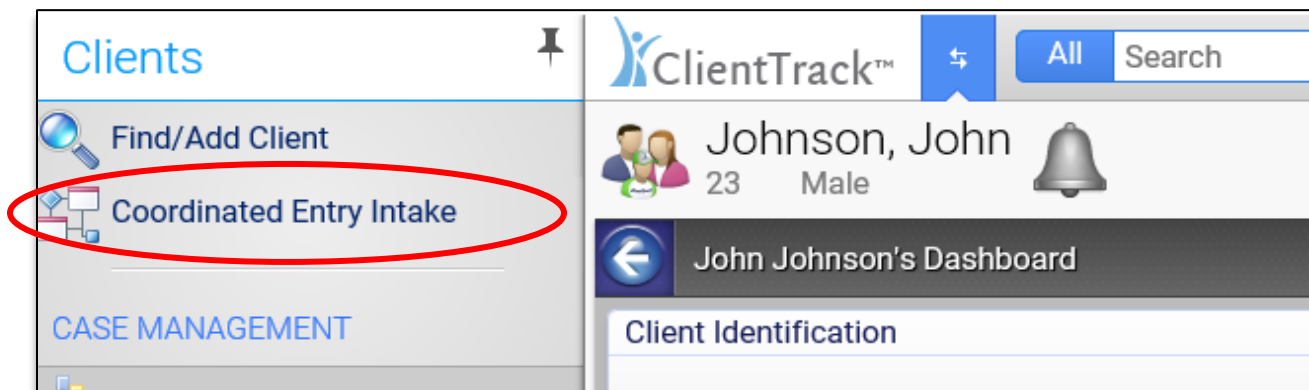 Clients
Find/Add Client
Coordinated Entry Intake
CASE MANAGEMENT
ClientTrack™
All
Search
Johnson, John
23 Male
John Johnson's Dashboard
Client Identification